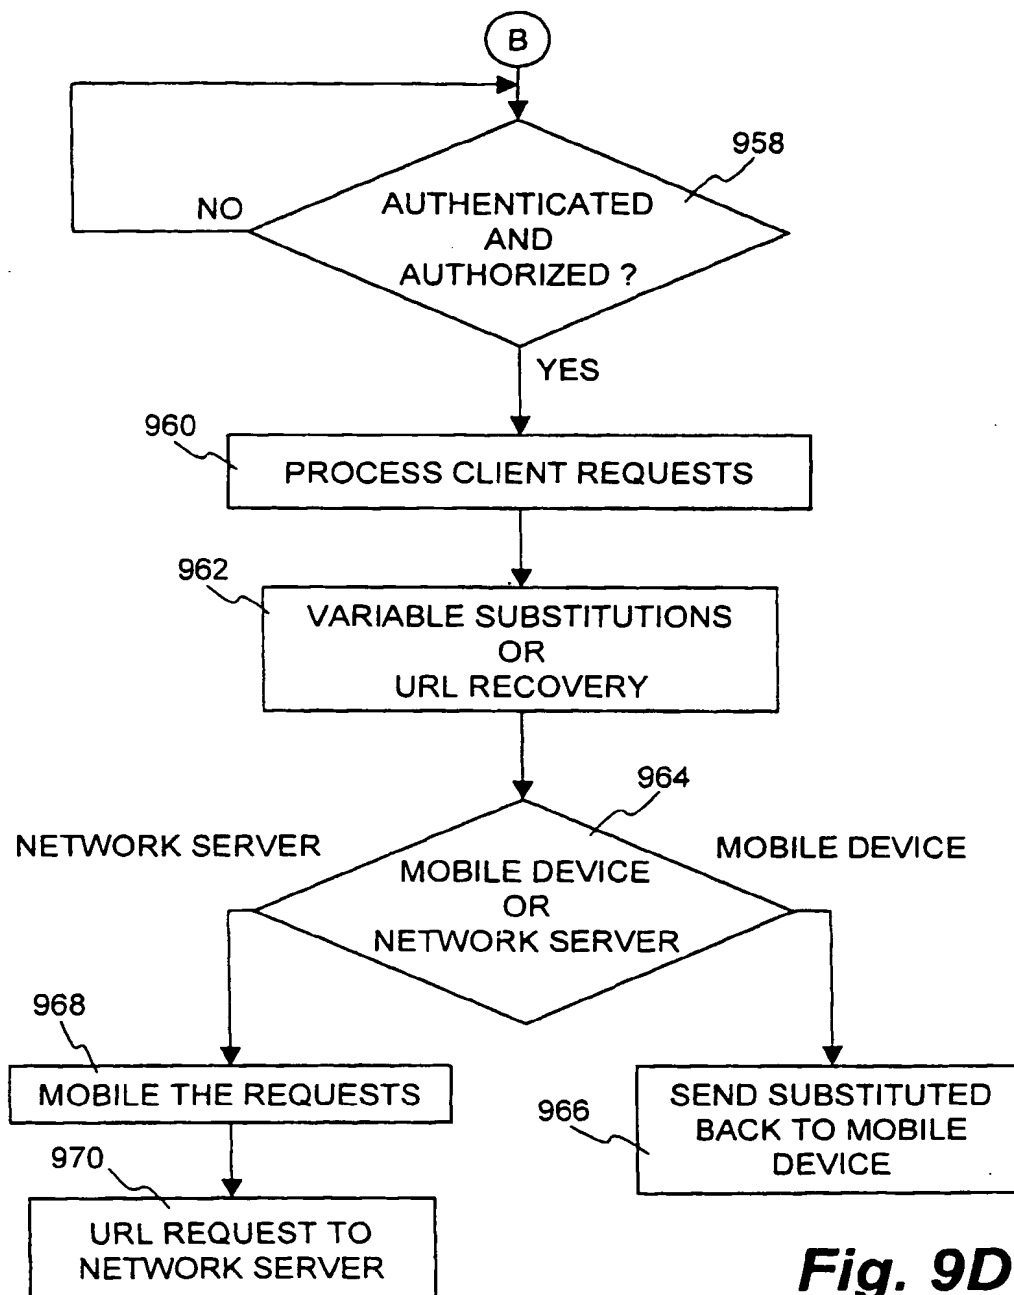 B
958
AUTHENTICATED
AND
AUTHORIZED ?
NO
YES
960
PROCESS CLIENT REQUESTS
962
VARIABLE SUBSTITUTIONS
OR
URL RECOVERY
964
NETWORK SERVER
MOBILE DEVICE
MOBILE DEVICE
OR
NETWORK SERVER
968
MOBILE THE REQUESTS
966
SEND SUBSTITUTED
BACK TO MOBILE
DEVICE
970
URL REQUEST TO
NETWORK SERVER
Fig. 9D